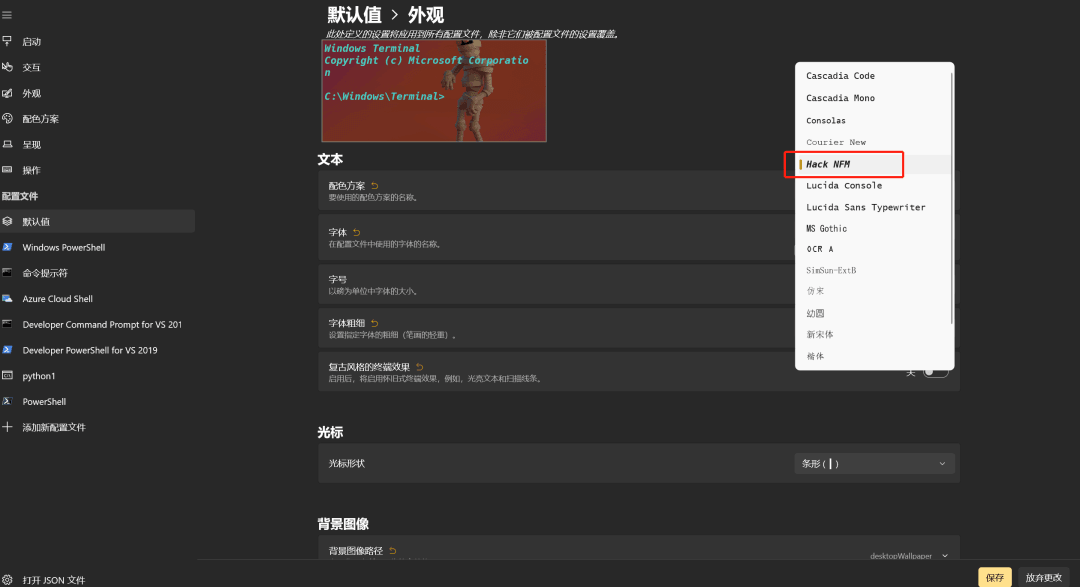 默认值 > 外观
此处定义的设置将应用到所有配置文件，除非它们被配置文件的设置覆盖。
Windows Terminal
Copyright (c) Microsoft Corporatio
n
C:\Windows\Terminal>
启动
交互
外观
配色方案
呈现
操作
配置文件
默认值
Windows PowerShell
命令提示符
Azure Cloud Shell
Developer Command Prompt for VS 201
Developer PowerShell for VS 2019
python1
PowerShell
添加新配置文件
打开 JSON 文件
文本
配色方案
要使用的配色方案的名称。
字体
在配置文件中使用的字体的名称。
字号
以磅为单位中字体的大小。
字体粗细
设置指定字体的粗细（笔画的轻重）。
复古风格的终端效果
启用后，将启用怀旧式终端效果，例如，光亮文本和扫描线条。
关
Cascadia Code
Cascadia Mono
Consolas
Courier New
Hack NFM
Lucida Console
Lucida Sans Typewriter
MS Gothic
OCR A
SimSun-ExtB
仿宋
幼圆
新宋体
楷体
光标
光标形状
条形 ( ┃ )
背景图像
背景图像路径
desktopWallpaper
保存
放弃更改